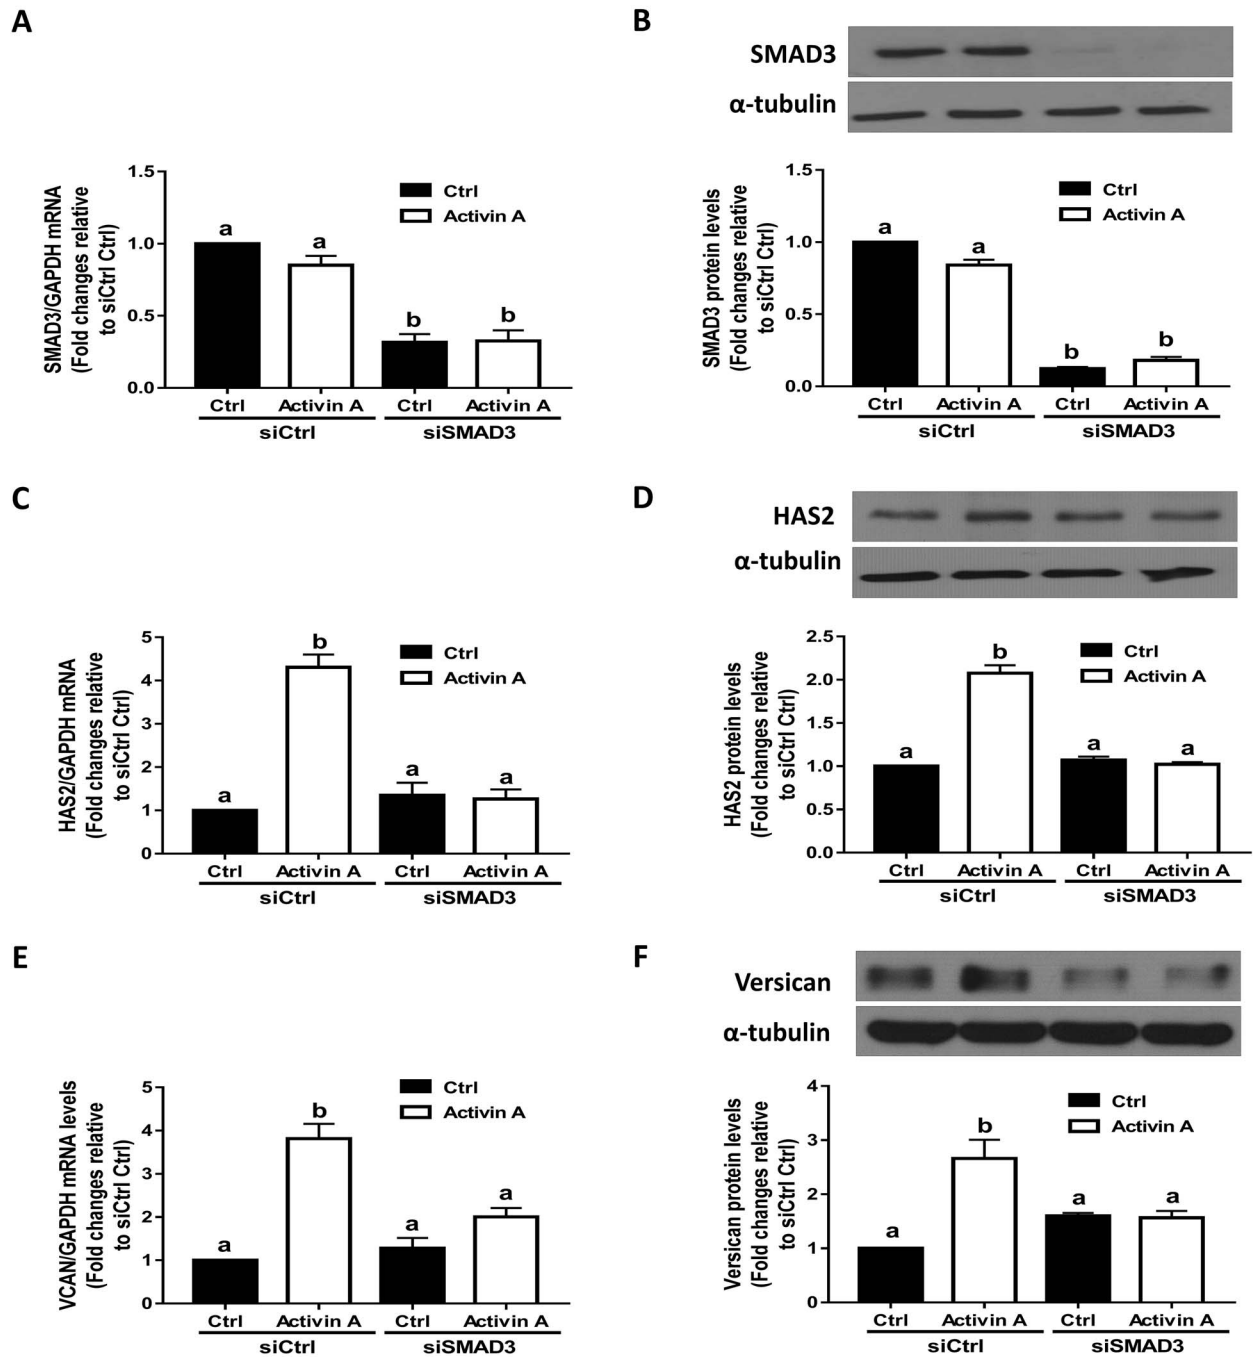 A
SMAD3/GAPDH mRNA
(Fold changes relative
to siCtrl Ctrl)
1.5
1.0
0.5
0.0
Ctrl
Activin A
a
a
b
b
Ctrl Activin A Ctrl Activin A
siCtrl siSMAD3
B
SMAD3
α-tubulin
SMAD3 protein levels
(Fold changes relative
to siCtrl Ctrl)
1.5
1.0
0.5
0.0
Ctrl
Activin A
a
a
b
b
Ctrl Activin A Ctrl Activin A
siCtrl siSMAD3
C
HAS2/GAPDH mRNA
(Fold changes relative
to siCtrl Ctrl)
5
4
3
2
1
0
Ctrl
Activin A
a
b
a
a
Ctrl Activin A Ctrl Activin A
siCtrl siSMAD3
D
HAS2
α-tubulin
HAS2 protein levels
(Fold changes relative
to siCtrl Ctrl)
2.5
2.0
1.5
1.0
0.5
0.0
Ctrl
Activin A
a
b
a
a
Ctrl Activin A Ctrl Activin A
siCtrl siSMAD3
E
VCAN/GAPDH mRNA levels
(Fold changes relative
to siCtrl Ctrl)
5
4
3
2
1
0
Ctrl
Activin A
a
b
a
a
Ctrl Activin A Ctrl Activin A
siCtrl siSMAD3
F
Versican
α-tubulin
Versican protein levels
(Fold changes relative
to siCtrl Ctrl)
4
3
2
1
0
Ctrl
Activin A
a
b
a
a
Ctrl Activin A Ctrl Activin A
siCtrl siSMAD3